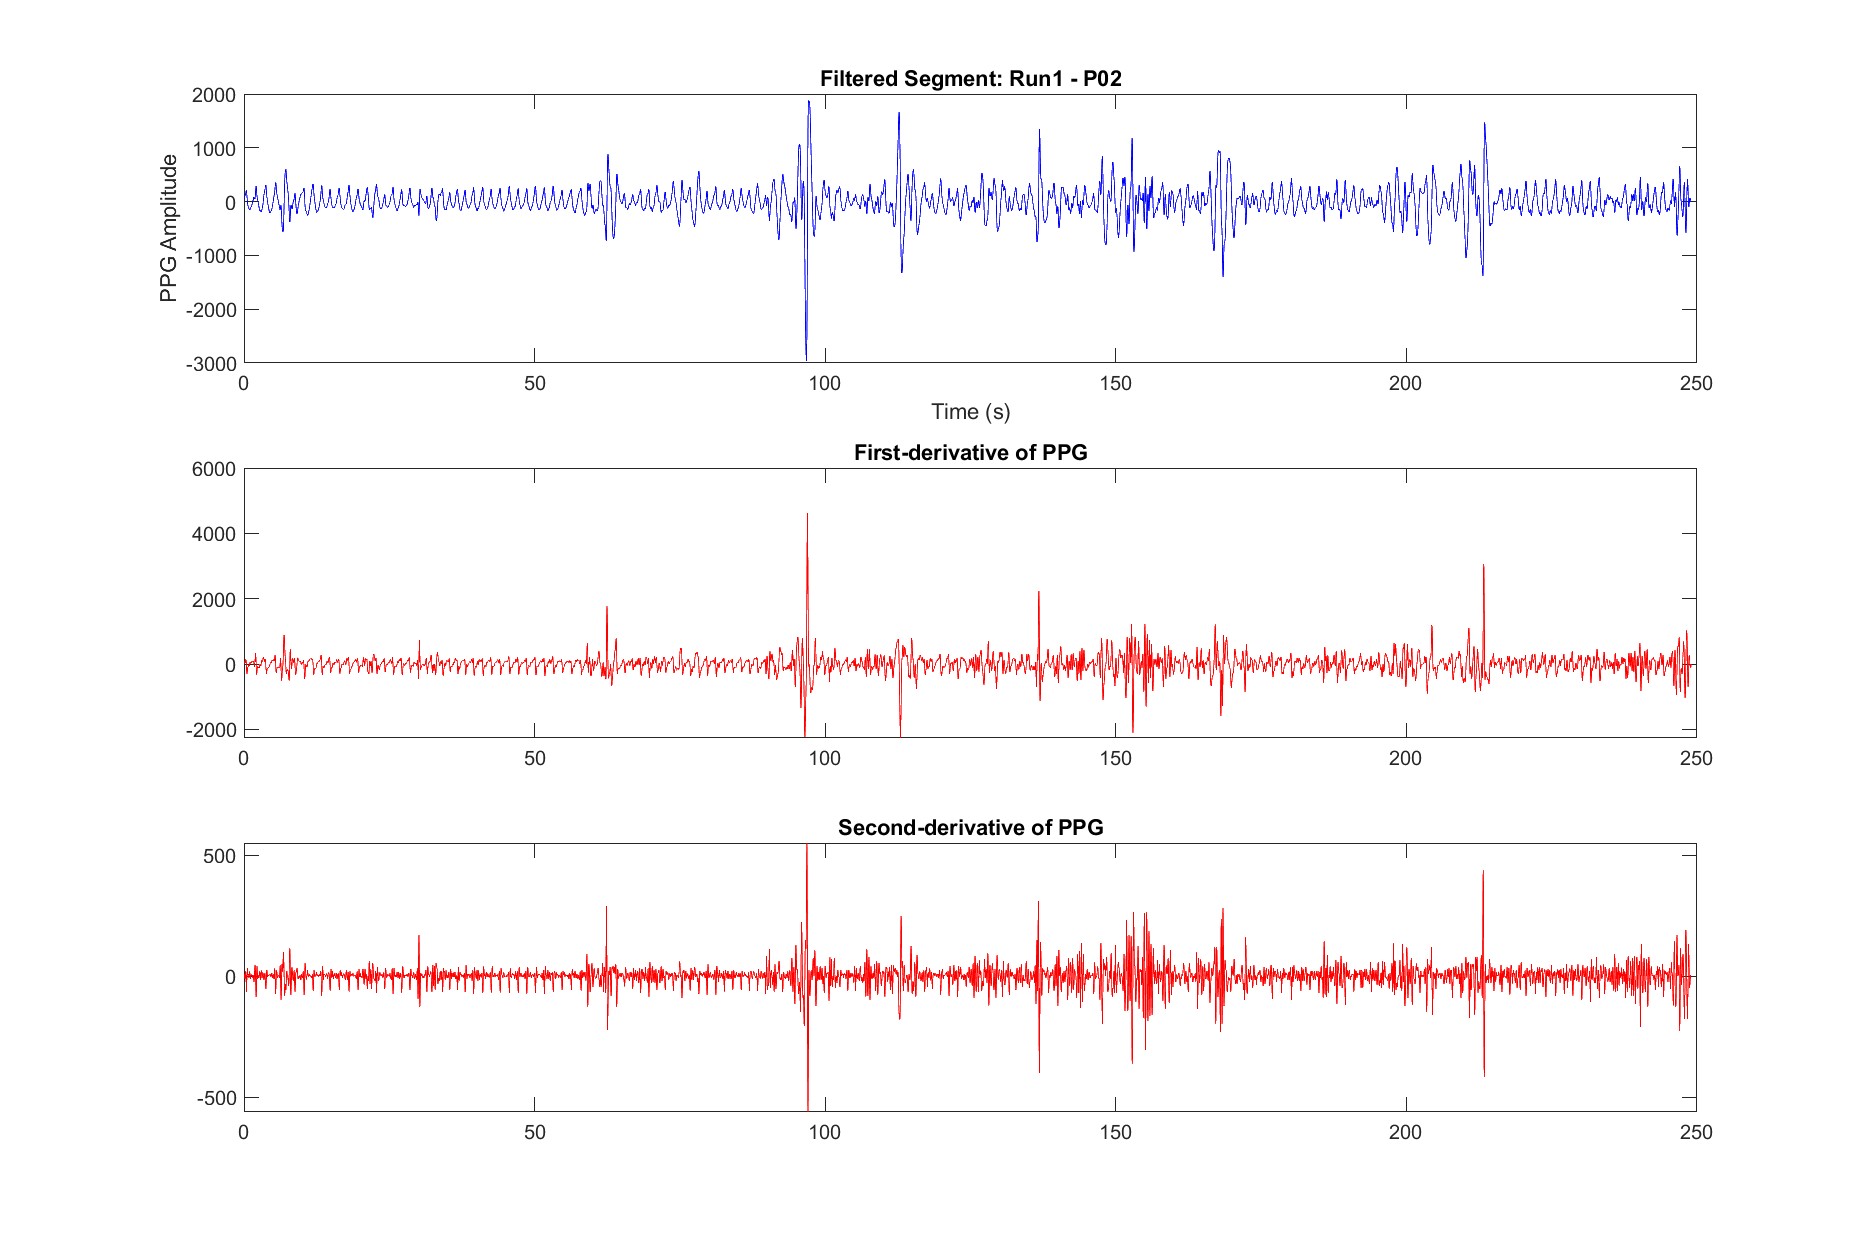 Filtered Segment: Run1 - P02
2000
1000
0
-1000
-2000
-3000
PPG Amplitude
0 50 100 150 200 250
Time (s)
First-derivative of PPG
6000
4000
2000
0
-2000
0 50 100 150 200 250
Second-derivative of PPG
500
0
-500
0 50 100 150 200 250